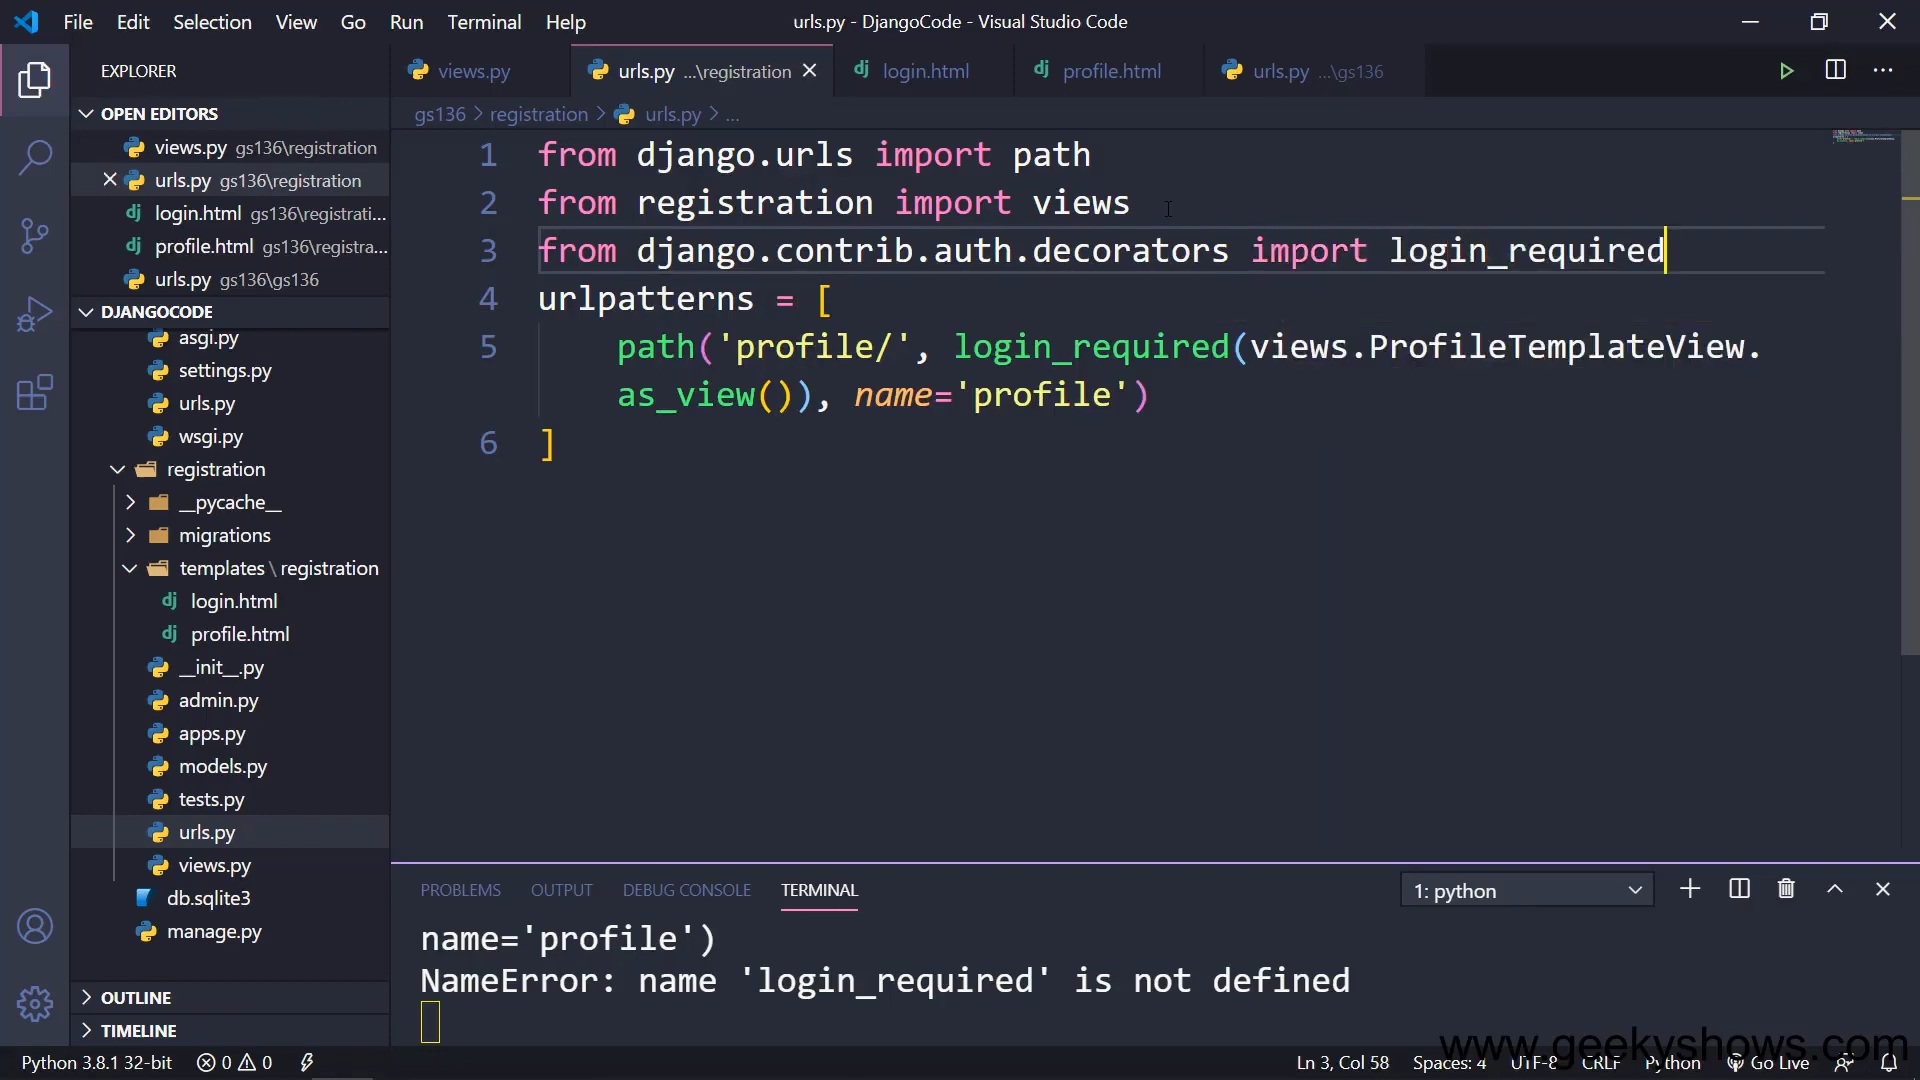 File Edit Selection View Go Run Terminal Help
urls.py - DjangoCode - Visual Studio Code
EXPLORER
OPEN EDITORS
views.py gs136\registration
urls.py gs136\registration
login.html gs136\registrati...
profile.html gs136\registra...
urls.py gs136\gs136
DJANGOCODE
asgi.py
settings.py
urls.py
wsgi.py
registration
__pycache__
migrations
templates\registration
login.html
profile.html
__init__.py
admin.py
apps.py
models.py
tests.py
urls.py
views.py
db.sqlite3
manage.py
OUTLINE
TIMELINE
views.py urls.py ...\registration login.html profile.html urls.py ...\gs136
gs136 > registration > urls.py > ...
1 from django.urls import path
2 from registration import views
3 from django.contrib.auth.decorators import login_required
4 urlpatterns = [
5 path('profile/', login_required(views.ProfileTemplateView.
as_view()), name='profile')
6 ]
PROBLEMS OUTPUT DEBUG CONSOLE TERMINAL 1: python
name='profile')
NameError: name 'login_required' is not defined
www.geekyshows.com
Python 3.8.1 32-bit 0 0 Ln 3, Col 58 Spaces: 4 UTF-8 CRLF Python Go Live